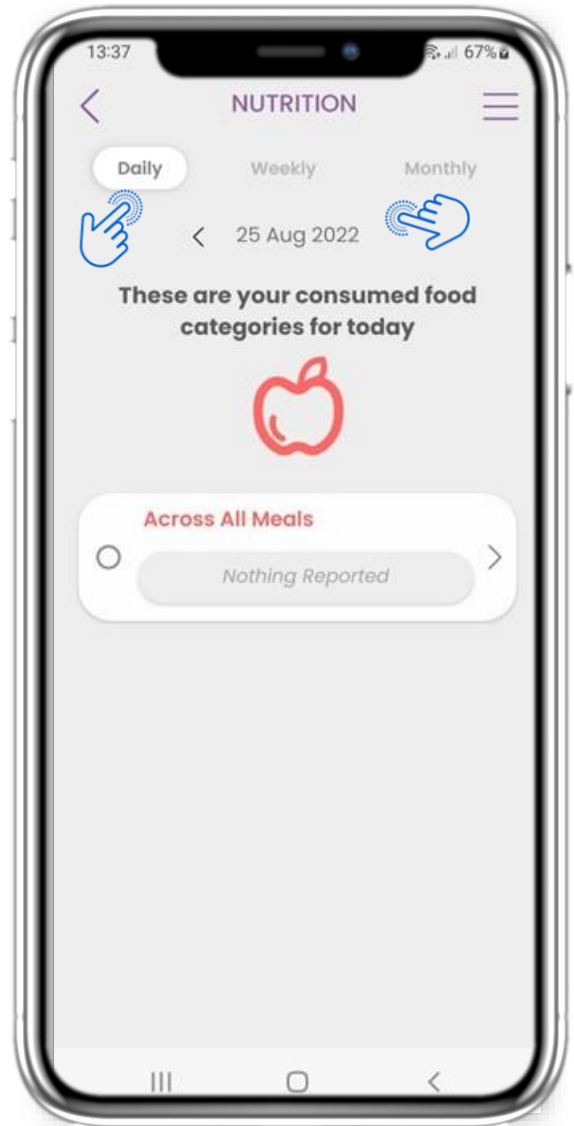 13:37 67%
NUTRITION
Daily Weekly Monthly
25 Aug 2022
These are your consumed food
categories for today
Across All Meals
Nothing Reported